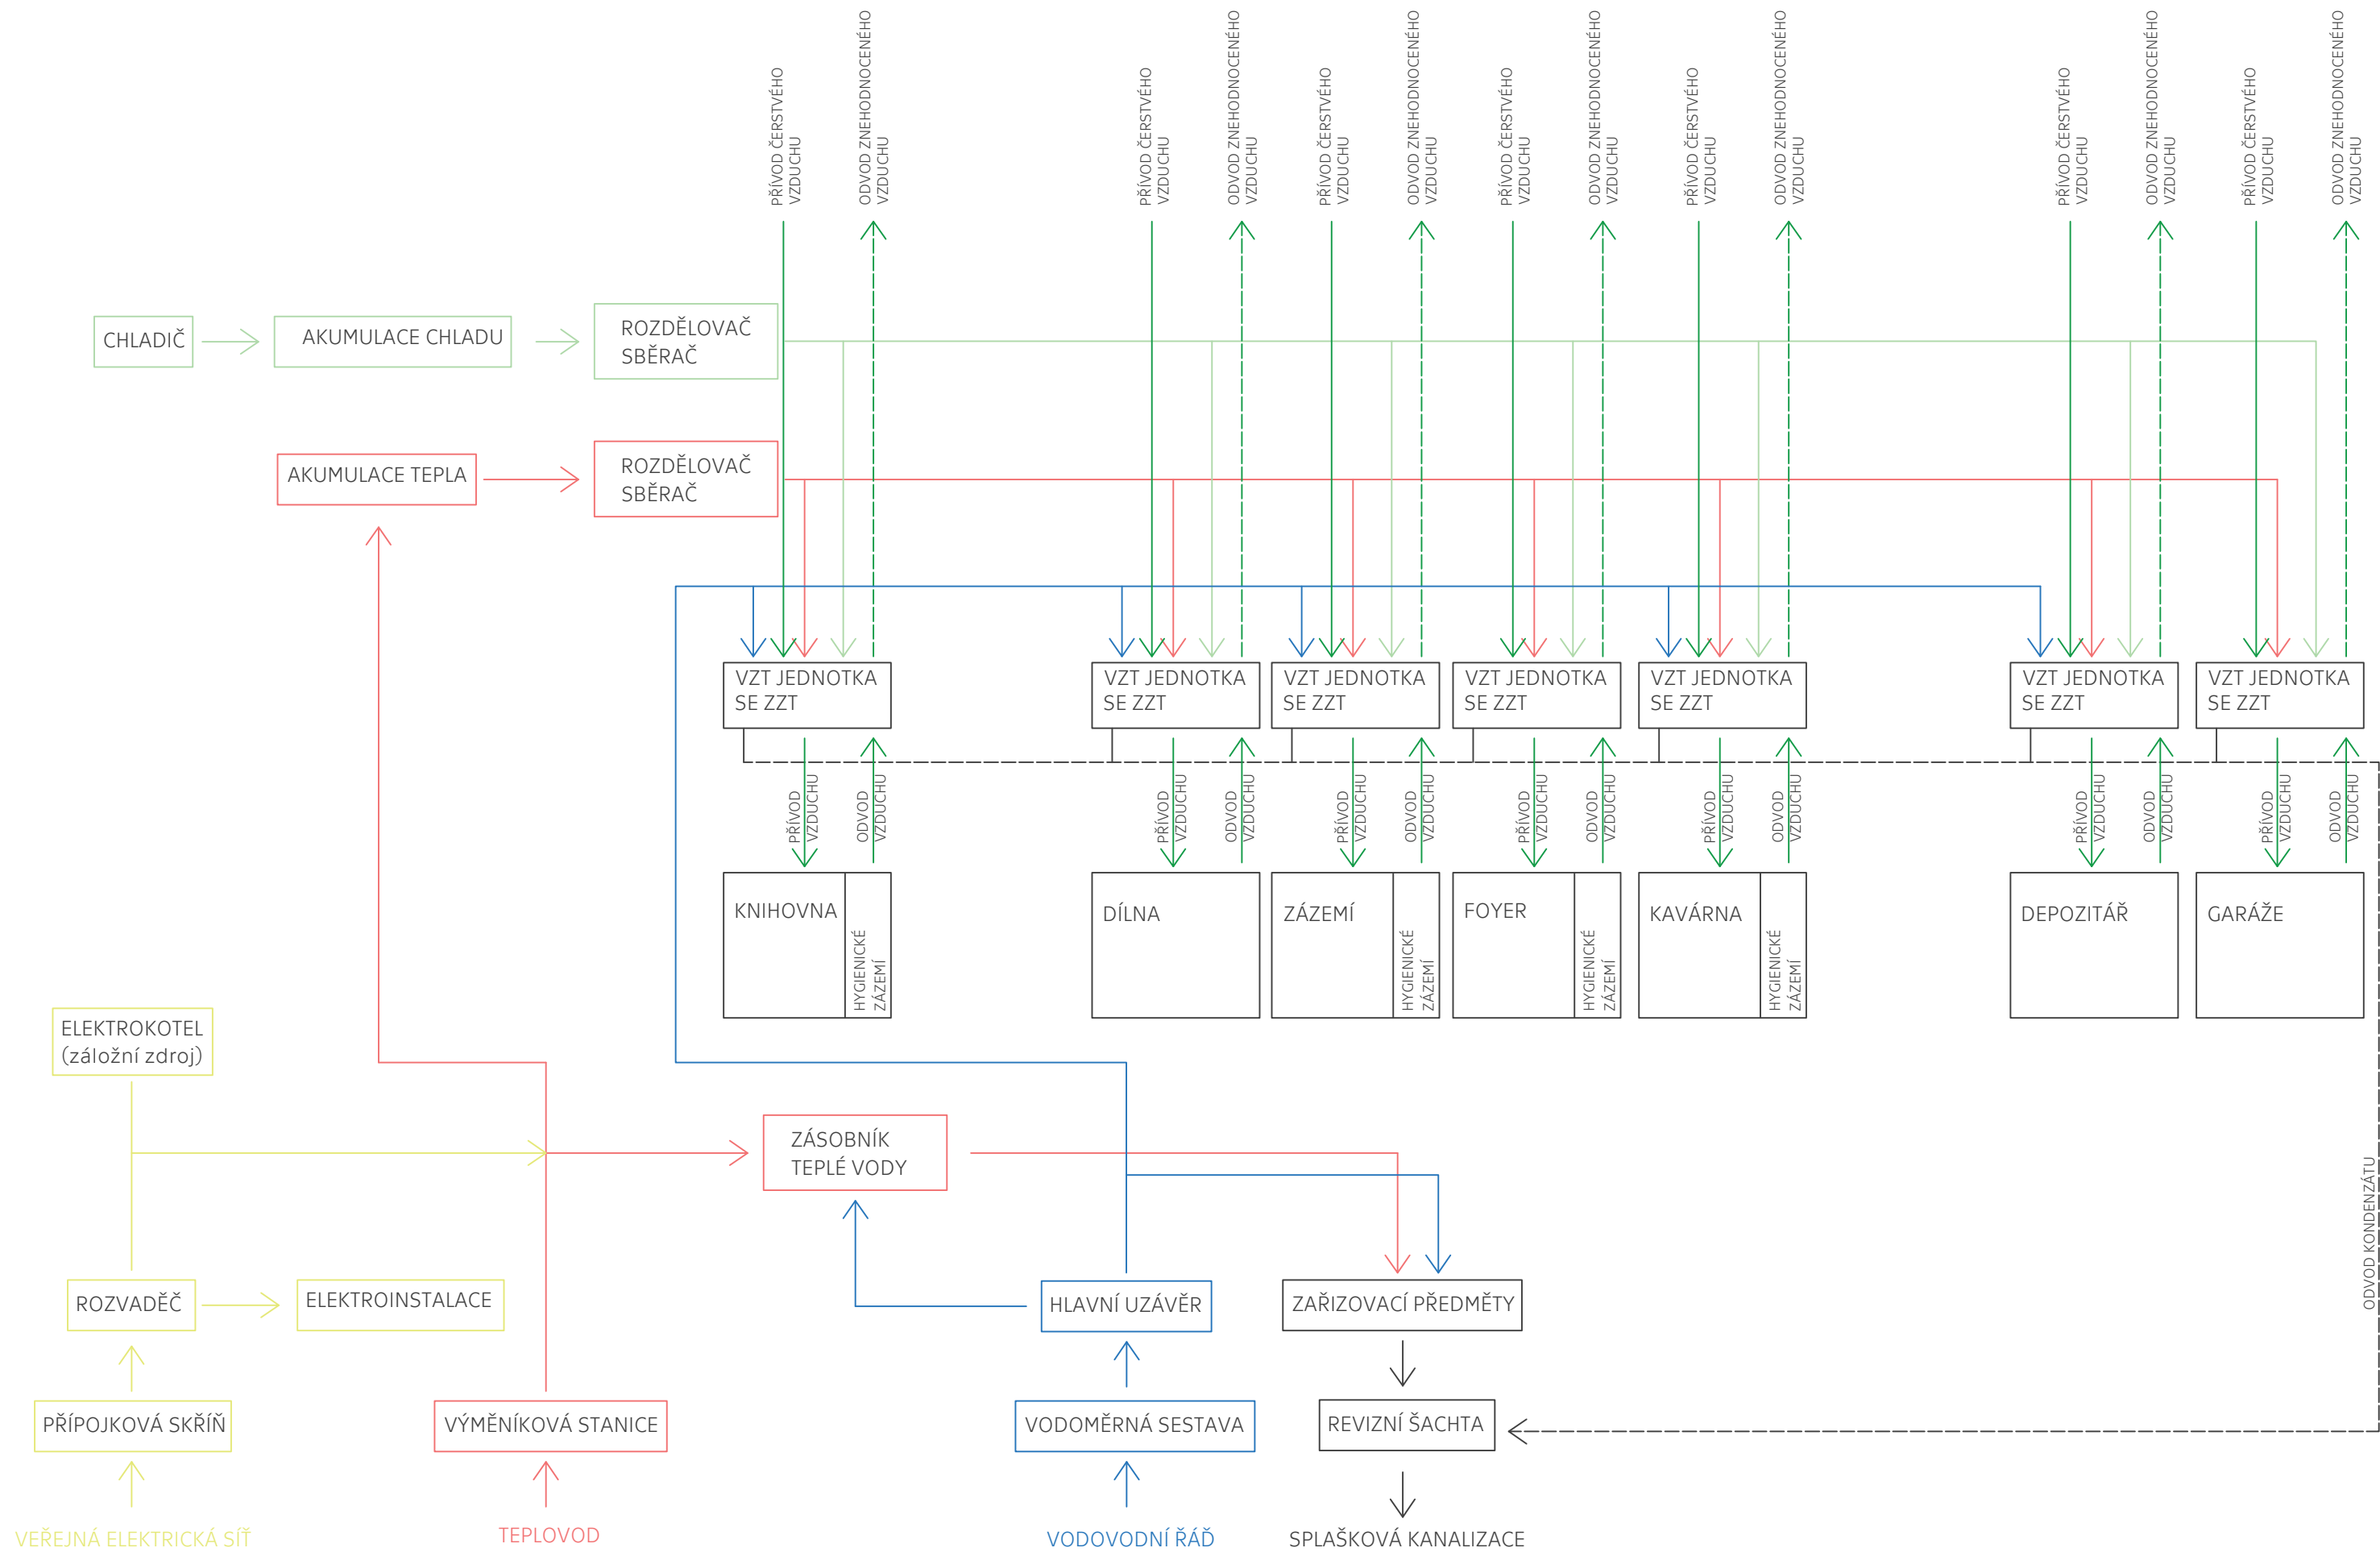 PŘÍVOD ČERSTVÉHO
VZDUCHU
ODVOD ZNEHODNOCENÉHO
VZDUCHU
PŘÍVOD ČERSTVÉHO
VZDUCHU
ODVOD ZNEHODNOCENÉHO
VZDUCHU
PŘÍVOD ČERSTVÉHO
VZDUCHU
ODVOD ZNEHODNOCENÉHO
VZDUCHU
PŘÍVOD ČERSTVÉHO
VZDUCHU
ODVOD ZNEHODNOCENÉHO
VZDUCHU
PŘÍVOD ČERSTVÉHO
VZDUCHU
ODVOD ZNEHODNOCENÉHO
VZDUCHU
PŘÍVOD ČERSTVÉHO
VZDUCHU
ODVOD ZNEHODNOCENÉHO
VZDUCHU
PŘÍVOD ČERSTVÉHO
VZDUCHU
ODVOD ZNEHODNOCENÉHO
VZDUCHU
CHLADIČ
AKUMULACE CHLADU
ROZDĚLOVAČ
SBĚRAČ
AKUMULACE TEPLA
ROZDĚLOVAČ
SBĚRAČ
VZT JEDNOTKA
SE ZZT
VZT JEDNOTKA
SE ZZT
VZT JEDNOTKA
SE ZZT
VZT JEDNOTKA
SE ZZT
VZT JEDNOTKA
SE ZZT
VZT JEDNOTKA
SE ZZT
VZT JEDNOTKA
SE ZZT
PŘÍVOD
VZDUCHU
ODVOD
VZDUCHU
PŘÍVOD
VZDUCHU
ODVOD
VZDUCHU
PŘÍVOD
VZDUCHU
ODVOD
VZDUCHU
PŘÍVOD
VZDUCHU
ODVOD
VZDUCHU
PŘÍVOD
VZDUCHU
ODVOD
VZDUCHU
PŘÍVOD
VZDUCHU
ODVOD
VZDUCHU
PŘÍVOD
VZDUCHU
ODVOD
VZDUCHU
KNIHOVNA
HYGIENICKÉ
ZÁZEMÍ
DÍLNA
ZÁZEMÍ
HYGIENICKÉ
ZÁZEMÍ
FOYER
HYGIENICKÉ
ZÁZEMÍ
KAVÁRNA
HYGIENICKÉ
ZÁZEMÍ
DEPOZITÁŘ
GARÁŽE
ELEKTROKOTEL
(záložní zdroj)
ZÁSOBNÍK
TEPLÉ VODY
ODVOD KONDENZÁTU
ROZVADĚČ
ELEKTROINSTALACE
HLAVNÍ UZÁVĚR
ZAŘIZOVACÍ PŘEDMĚTY
PŘÍPOJKOVÁ SKŘÍŇ
VÝMĚNÍKOVÁ STANICE
VODOMĚRNÁ SESTAVA
REVIZNÍ ŠACHTA
VEŘEJNÁ ELEKTRICKÁ SÍŤ
TEPLOVOD
VODOVODNÍ ŘÁĎ
SPLAŠKOVÁ KANALIZACE